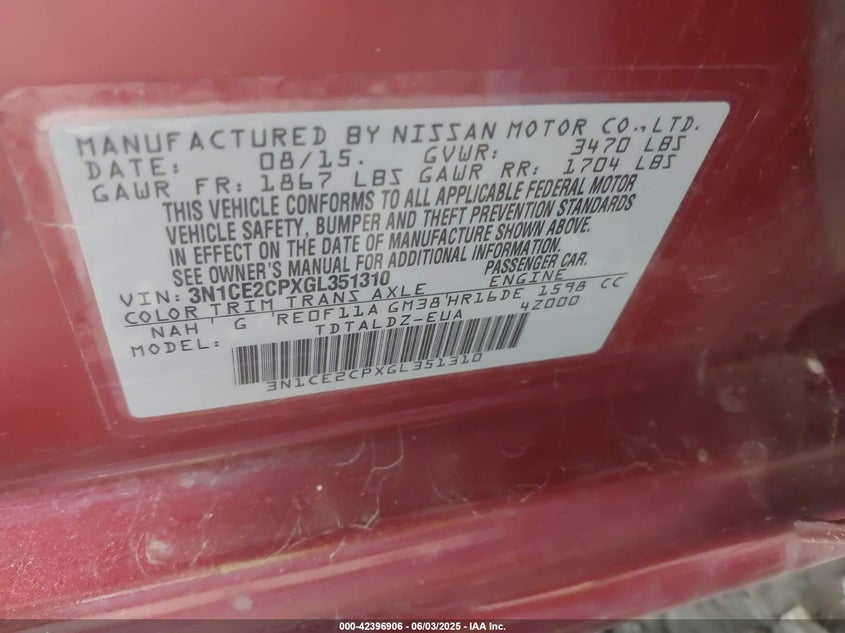 MANUFACTURED BY NISSAN MOTOR CO.,LTD.
DATE: 08/15. GVWR: 3470 LBS
GAWR FR: 1867 LBS GAWR RR: 1704 LBS
THIS VEHICLE CONFORMS TO ALL APPLICABLE FEDERAL MOTOR
VEHICLE SAFETY, BUMPER AND THEFT PREVENTION STANDARDS
IN EFFECT ON THE DATE OF MANUFACTURE SHOWN ABOVE.
SEE OWNER'S MANUAL FOR ADDITIONAL INFORMATION.
VIN: 3N1CE2CPXGL351310 PASSENGER CAR.
COLOR TRIM TRANS AXLE ENGINE 1598 CC
NAH G RE0F11A GM38 HR16DE 4Z000
MODEL: TDTALDZ-EUA
3N1CE2CPXGL351310
000-42396906 - 06/03/2025 - IAA Inc.